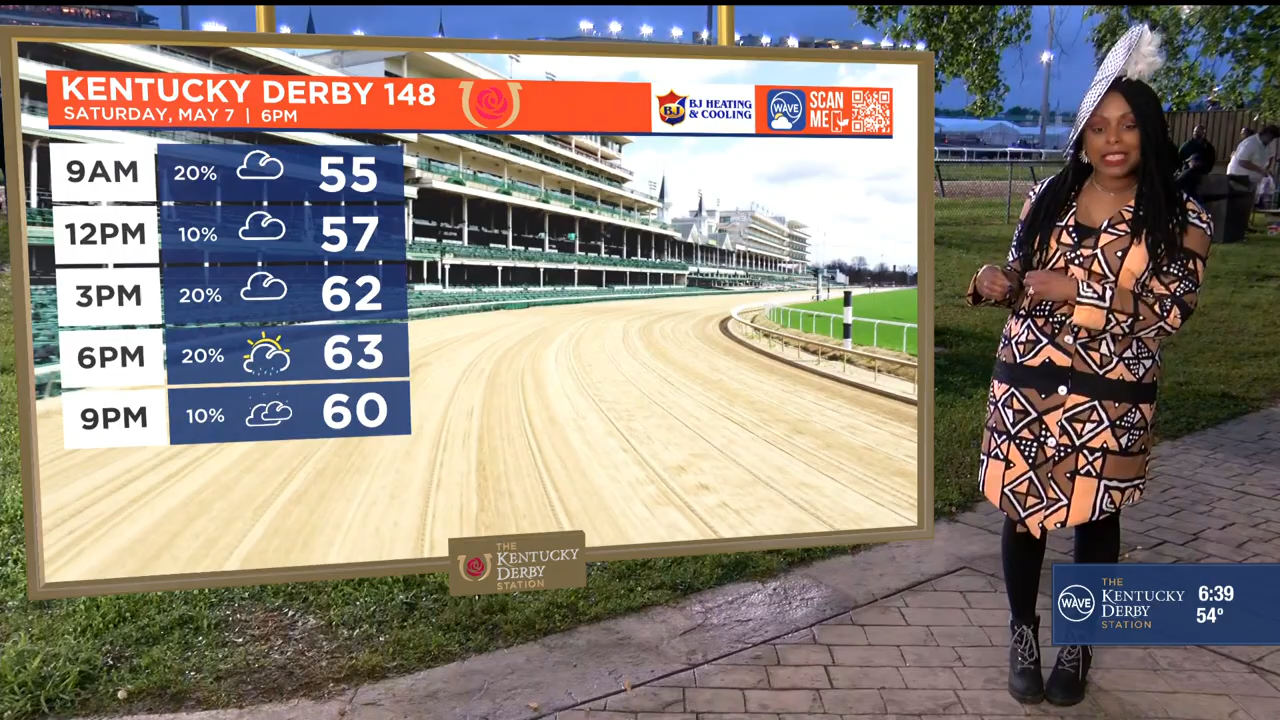 KENTUCKY DERBY 148
SATURDAY, MAY 7 | 6PM
BJ
BJ HEATING
& COOLING
WAVE
SCAN
ME
9AM 20% 55
12PM 10% 57
3PM 20% 62
6PM 20% 63
9PM 10% 60
THE
KENTUCKY
DERBY
STATION
WAVE
THE
KENTUCKY
DERBY
STATION
6:39
54°